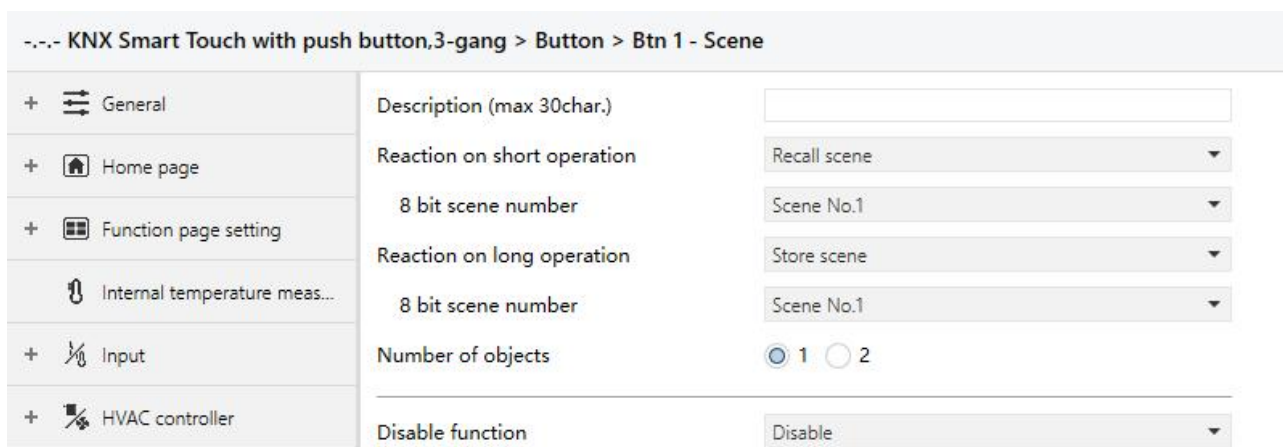 -.-.- KNX Smart Touch with push button,3-gang > Button > Btn 1 - Scene
+ General
+ Home page
+ Function page setting
Internal temperature meas...
+ Input
+ HVAC controller
Description (max 30char.)
Reaction on short operation Recall scene
8 bit scene number Scene No.1
Reaction on long operation Store scene
8 bit scene number Scene No.1
Number of objects 1 2
Disable function Disable